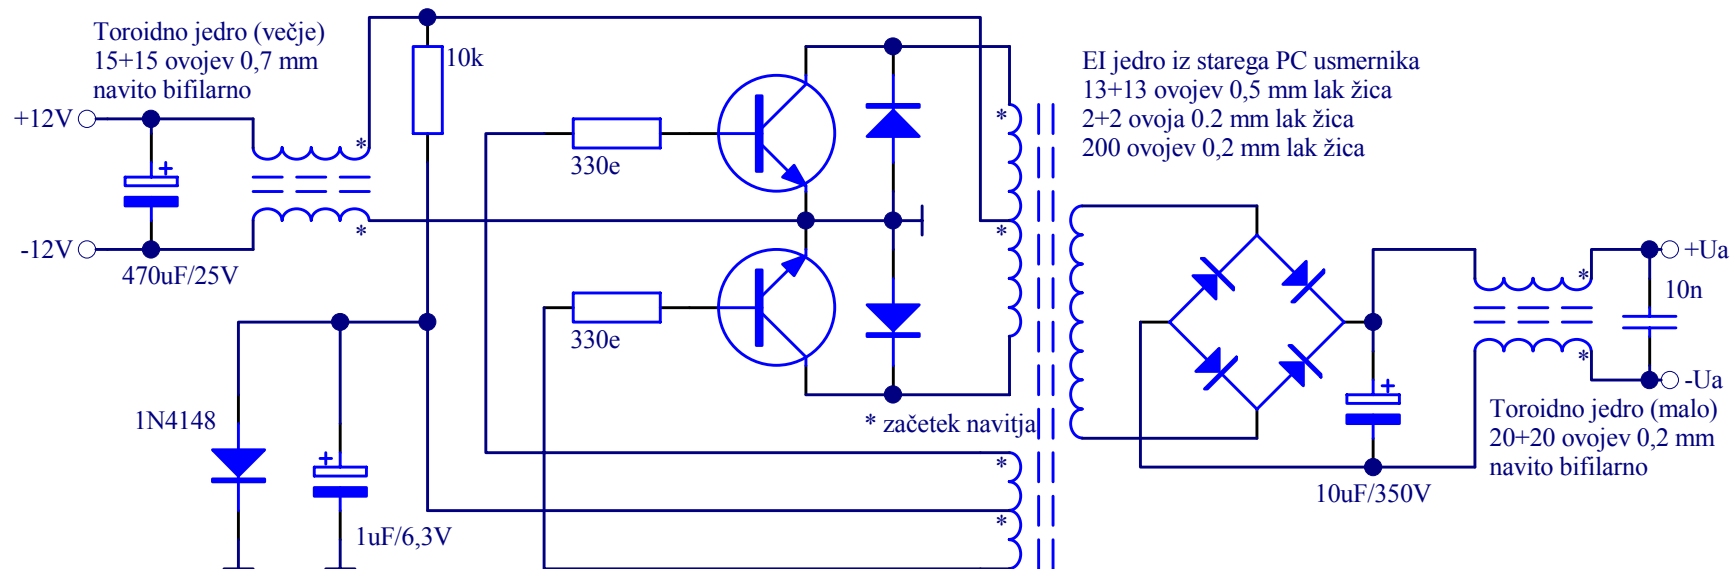 Toroidno jedro (večje)
15+15 ovojev 0,7 mm
navito bifilarno
+12V
*
-12V
*
470uF/25V
10k
330e
330e
1N4148
+
1uF/6,3V
+
*
*
* začetek navitja
*
*
EI jedro iz starega PC usmernika
13+13 ovojev 0,5 mm lak žica
2+2 ovoja 0.2 mm lak žica
200 ovojev 0,2 mm lak žica
+
10uF/350V
*
*
+Ua
10n
-Ua
Toroidno jedro (malo)
20+20 ovojev 0,2 mm
navito bifilarno